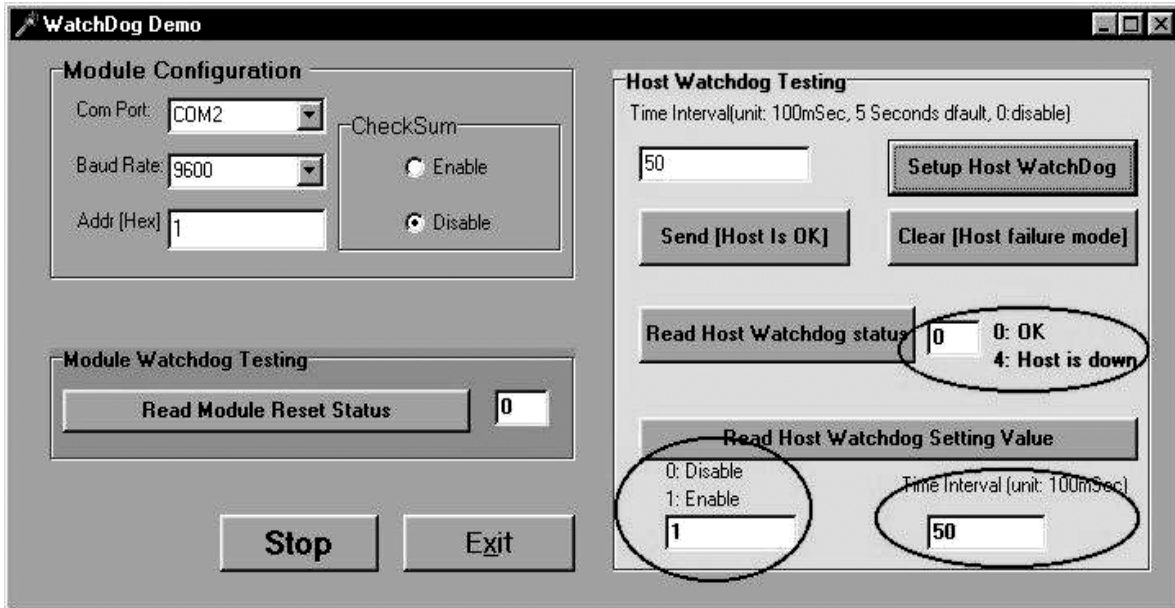 WatchDog Demo
Module Configuration
Com Port:
COM2
Baud Rate:
9600
Addr [Hex]
1
CheckSum
Enable
Disable
Module Watchdog Testing
Read Module Reset Status
0
Stop
Exit
Host Watchdog Testing
Time Interval(unit: 100mSec, 5 Seconds dfault, 0:disable)
50
Setup Host WatchDog
Send [Host Is OK]
Clear [Host failure mode]
Read Host Watchdog status
0
0: OK
4: Host is down
Read Host Watchdog Setting Value
0: Disable
1: Enable
1
Time Interval (unit: 100mSec)
50